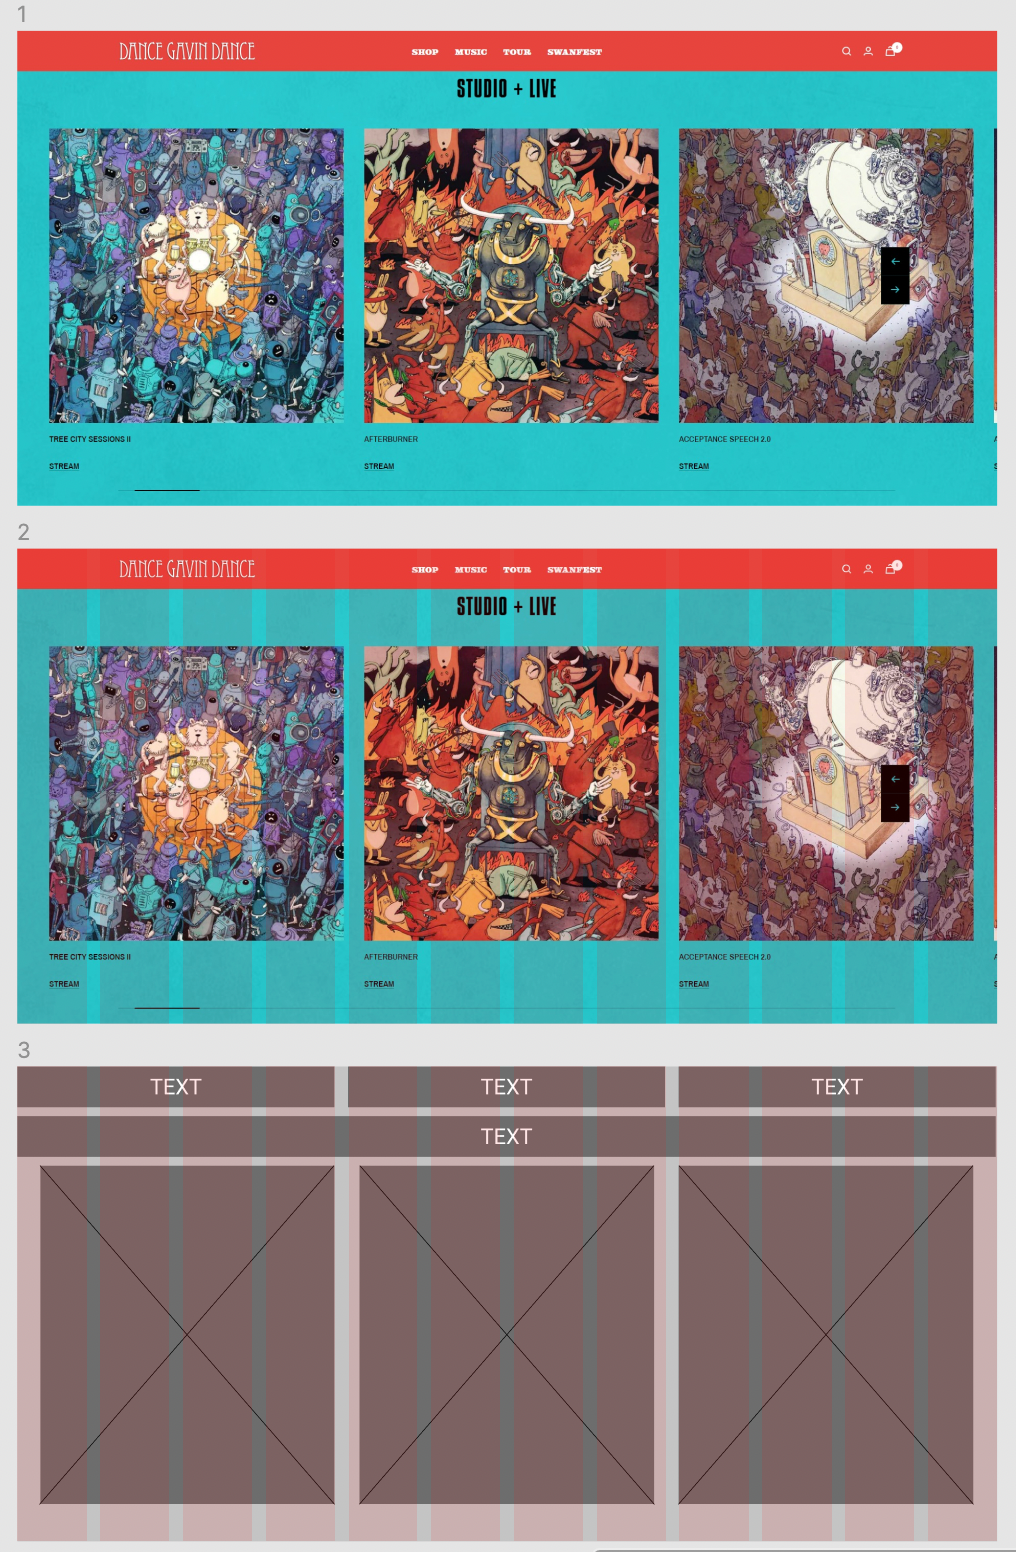 1
DANCE GAVIN DANCE SHOP MUSIC TOUR SWANFEST
STUDIO + LIVE
TREE CITY SESSIONS II AFTERBURNER ACCEPTANCE SPEECH 2.0
STREAM STREAM STREAM
2
DANCE GAVIN DANCE SHOP MUSIC TOUR SWANFEST
STUDIO + LIVE
TREE CITY SESSIONS II AFTERBURNER ACCEPTANCE SPEECH 2.0
STREAM STREAM STREAM
3
TEXT TEXT TEXT
TEXT